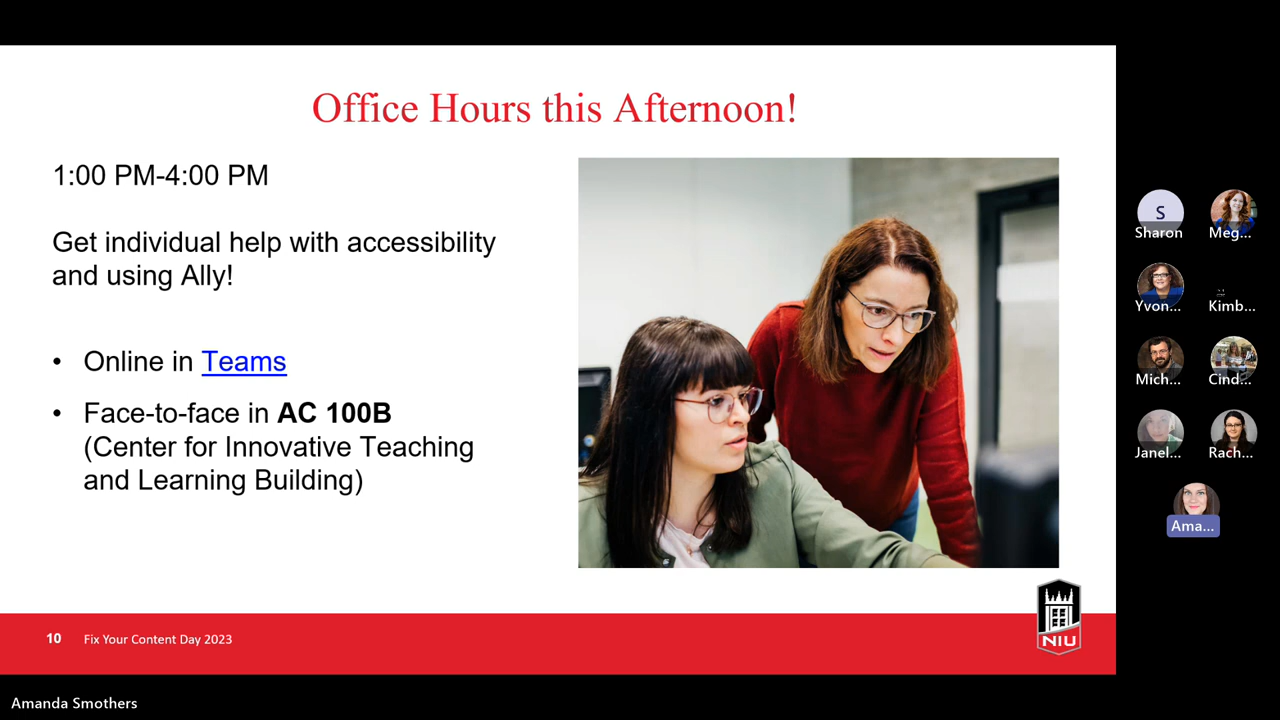 Office Hours this Afternoon!
1:00 PM-4:00 PM
Get individual help with accessibility
and using Ally!
• Online in Teams
• Face-to-face in AC 100B
(Center for Innovative Teaching
and Learning Building)
10 Fix Your Content Day 2023
NIU
S
Sharon
Meg...
Yvon...
Kimb...
Mich...
Cind...
Janel...
Rach...
Ama...
Amanda Smothers